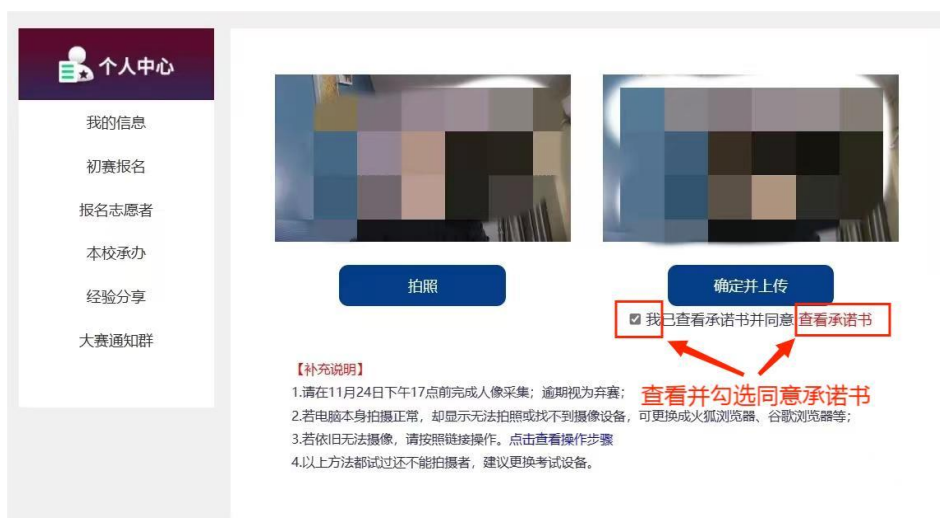 个人中心
我的信息
初赛报名
报名志愿者
本校承办
经验分享
大赛通知群
拍照
确定并上传
我已查看承诺书并同意 查看承诺书
查看并勾选同意承诺书
【补充说明】
1.请在11月24日下午17点前完成人像采集；逾期视为弃赛；
2.若电脑本身拍摄正常，却显示无法拍照或找不到摄像设备，可更换成火狐浏览器、谷歌浏览器等；
3.若依旧无法摄像，请按照链接操作。点击查看操作步骤
4.以上方法都试过还不能拍摄者，建议更换考试设备。